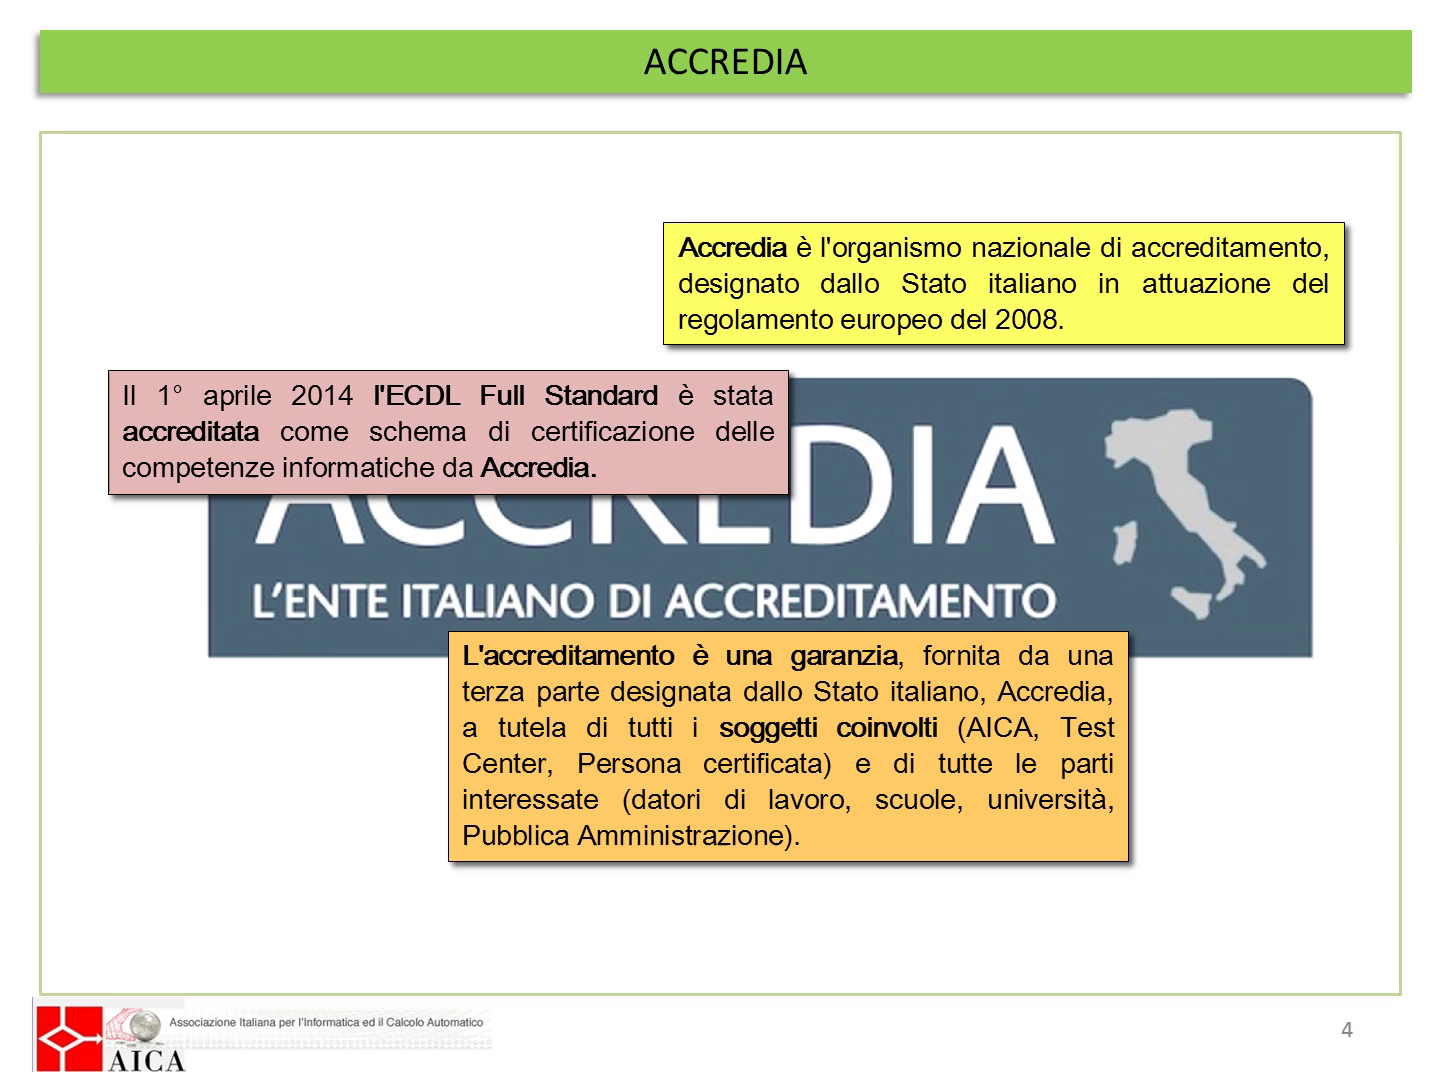 ACCREDIA
Accredia è l'organismo nazionale di accreditamento,
designato dallo Stato italiano in attuazione del
regolamento europeo del 2008.
Il 1° aprile 2014 l'ECDL Full Standard è stata
accreditata come schema di certificazione delle
competenze informatiche da Accredia.
ACCREDIA
L'ENTE ITALIANO DI ACCREDITAMENTO
L'accreditamento è una garanzia, fornita da una
terza parte designata dallo Stato italiano, Accredia,
a tutela di tutti i soggetti coinvolti (AICA, Test
Center, Persona certificata) e di tutte le parti
interessate (datori di lavoro, scuole, università,
Pubblica Amministrazione).
Associazione Italiana per l'Informatica ed il Calcolo Automatico
AICA
4